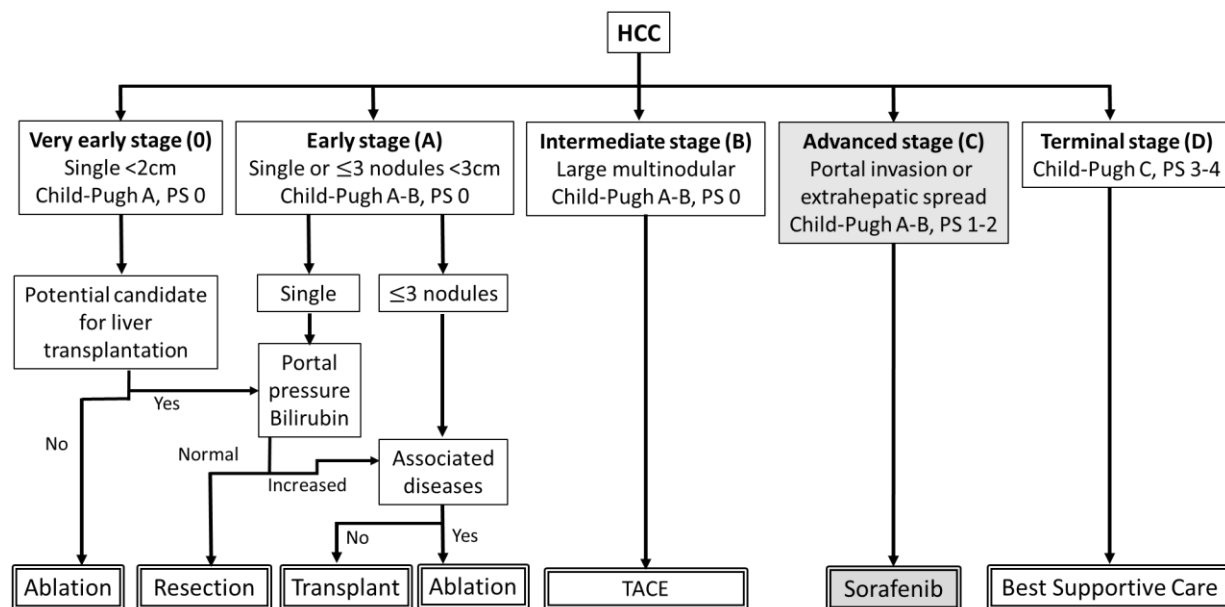 HCC
Very early stage (0)
Single <2cm
Child-Pugh A, PS 0
Early stage (A)
Single or ≤3 nodules <3cm
Child-Pugh A-B, PS 0
Intermediate stage (B)
Large multinodular
Child-Pugh A-B, PS 0
Advanced stage (C)
Portal invasion or
extrahepatic spread
Child-Pugh A-B, PS 1-2
Terminal stage (D)
Child-Pugh C, PS 3-4
Potential candidate
for liver
transplantation
Single
≤3 nodules
Portal
pressure
Bilirubin
Yes
No
Normal
Increased
Associated
diseases
No
Yes
Ablation
Resection
Transplant
Ablation
TACE
Sorafenib
Best Supportive Care